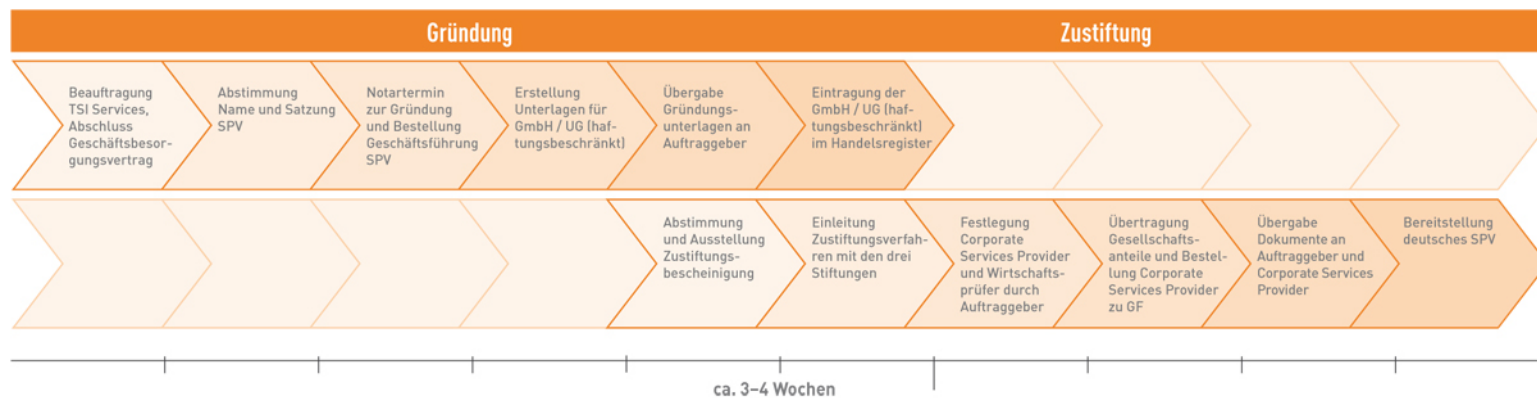 Gründung
Zustiftung
Beauftragung
TSI Services,
Abschluss
Geschäftsbesor-
gungsvertrag
Abstimmung
Name und Satzung
SPV
Notartermin
zur Gründung
und Bestellung
Geschäftsführung
SPV
Erstellung
Unterlagen für
GmbH / UG (haf-
tungsbeschränkt)
Übergabe
Gründungs-
unterlagen an
Auftraggeber
Eintragung der
GmbH / UG (haf-
tungsbeschränkt)
im Handelsregister
Abstimmung
und Ausstellung
Zustiftungs-
bescheinigung
Einleitung
Zustiftungsverfah-
ren mit den drei
Stiftungen
Festlegung
Corporate
Services Provider
und Wirtschafts-
prüfer durch
Auftraggeber
Übertragung
Gesellschafts-
anteile und Bestel-
lung Corporate
Services Provider
zu GF
Übergabe
Dokumente an
Auftraggeber und
Corporate Services
Provider
Bereitstellung
deutsches SPV
ca. 3–4 Wochen